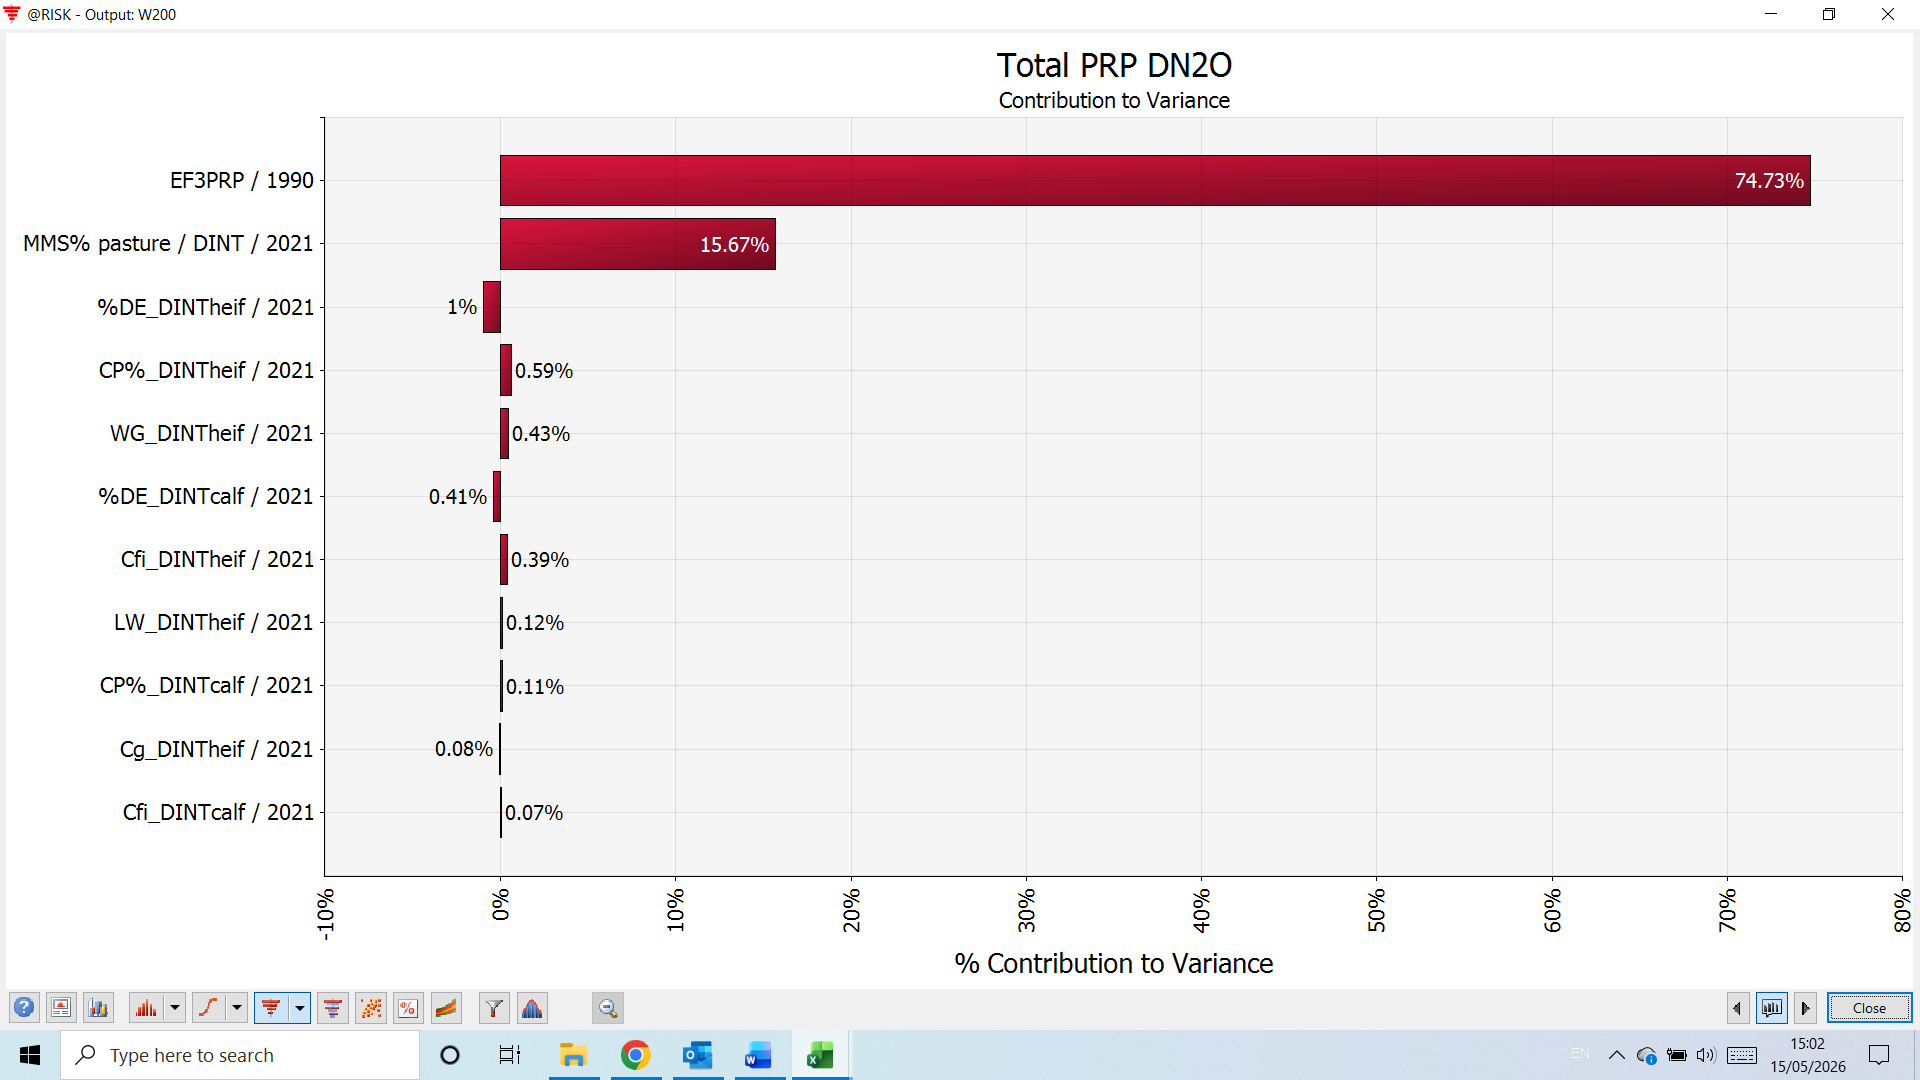 @RISK - Output: W200
Total PRP DN2O
Contribution to Variance
EF3PRP / 1990
74.73%
MMS% pasture / DINT / 2021
15.67%
%DE_DINTheif / 2021
1%
CP%_DINTheif / 2021
0.59%
WG_DINTheif / 2021
0.43%
%DE_DINTcalf / 2021
0.41%
Cfi_DINTheif / 2021
0.39%
LW_DINTheif / 2021
0.12%
CP%_DINTcalf / 2021
0.11%
Cg_DINTheif / 2021
0.08%
Cfi_DINTcalf / 2021
0.07%
-10%
0%
10%
20%
30%
40%
50%
60%
70%
80%
% Contribution to Variance
Close
Type here to search
EN
15:02
15/05/2026